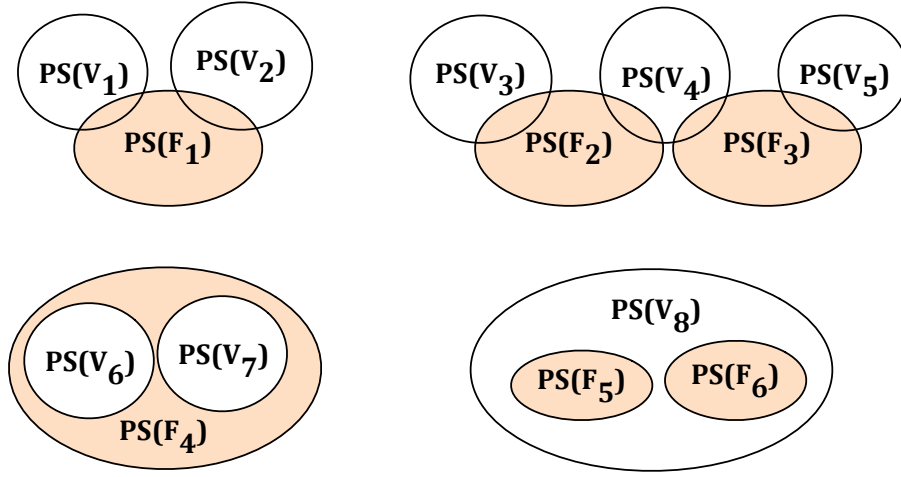 PS(V₁)
PS(V₂)
PS(F₁)
PS(V₃)
PS(V₄)
PS(V₅)
PS(F₂)
PS(F₃)
PS(V₆)
PS(V₇)
PS(F₄)
PS(V₈)
PS(F₅)
PS(F₆)